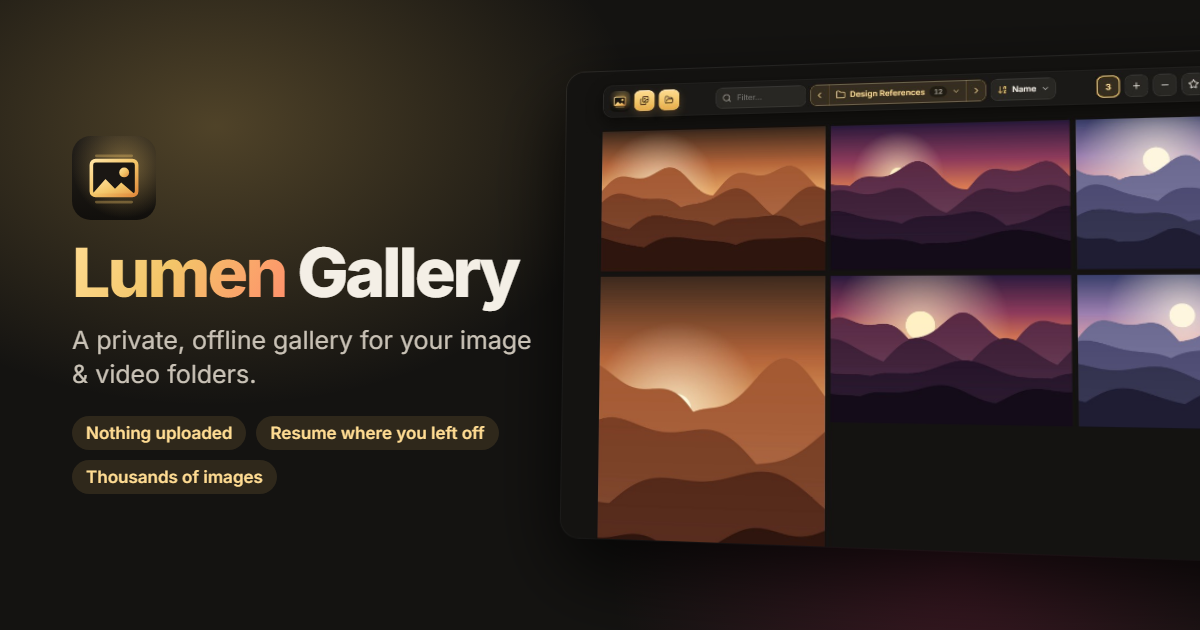 Lumen Gallery
A private, offline gallery for your image
& video folders.
Nothing uploaded
Resume where you left off
Thousands of images
Filter...
Design References 12
Name
3